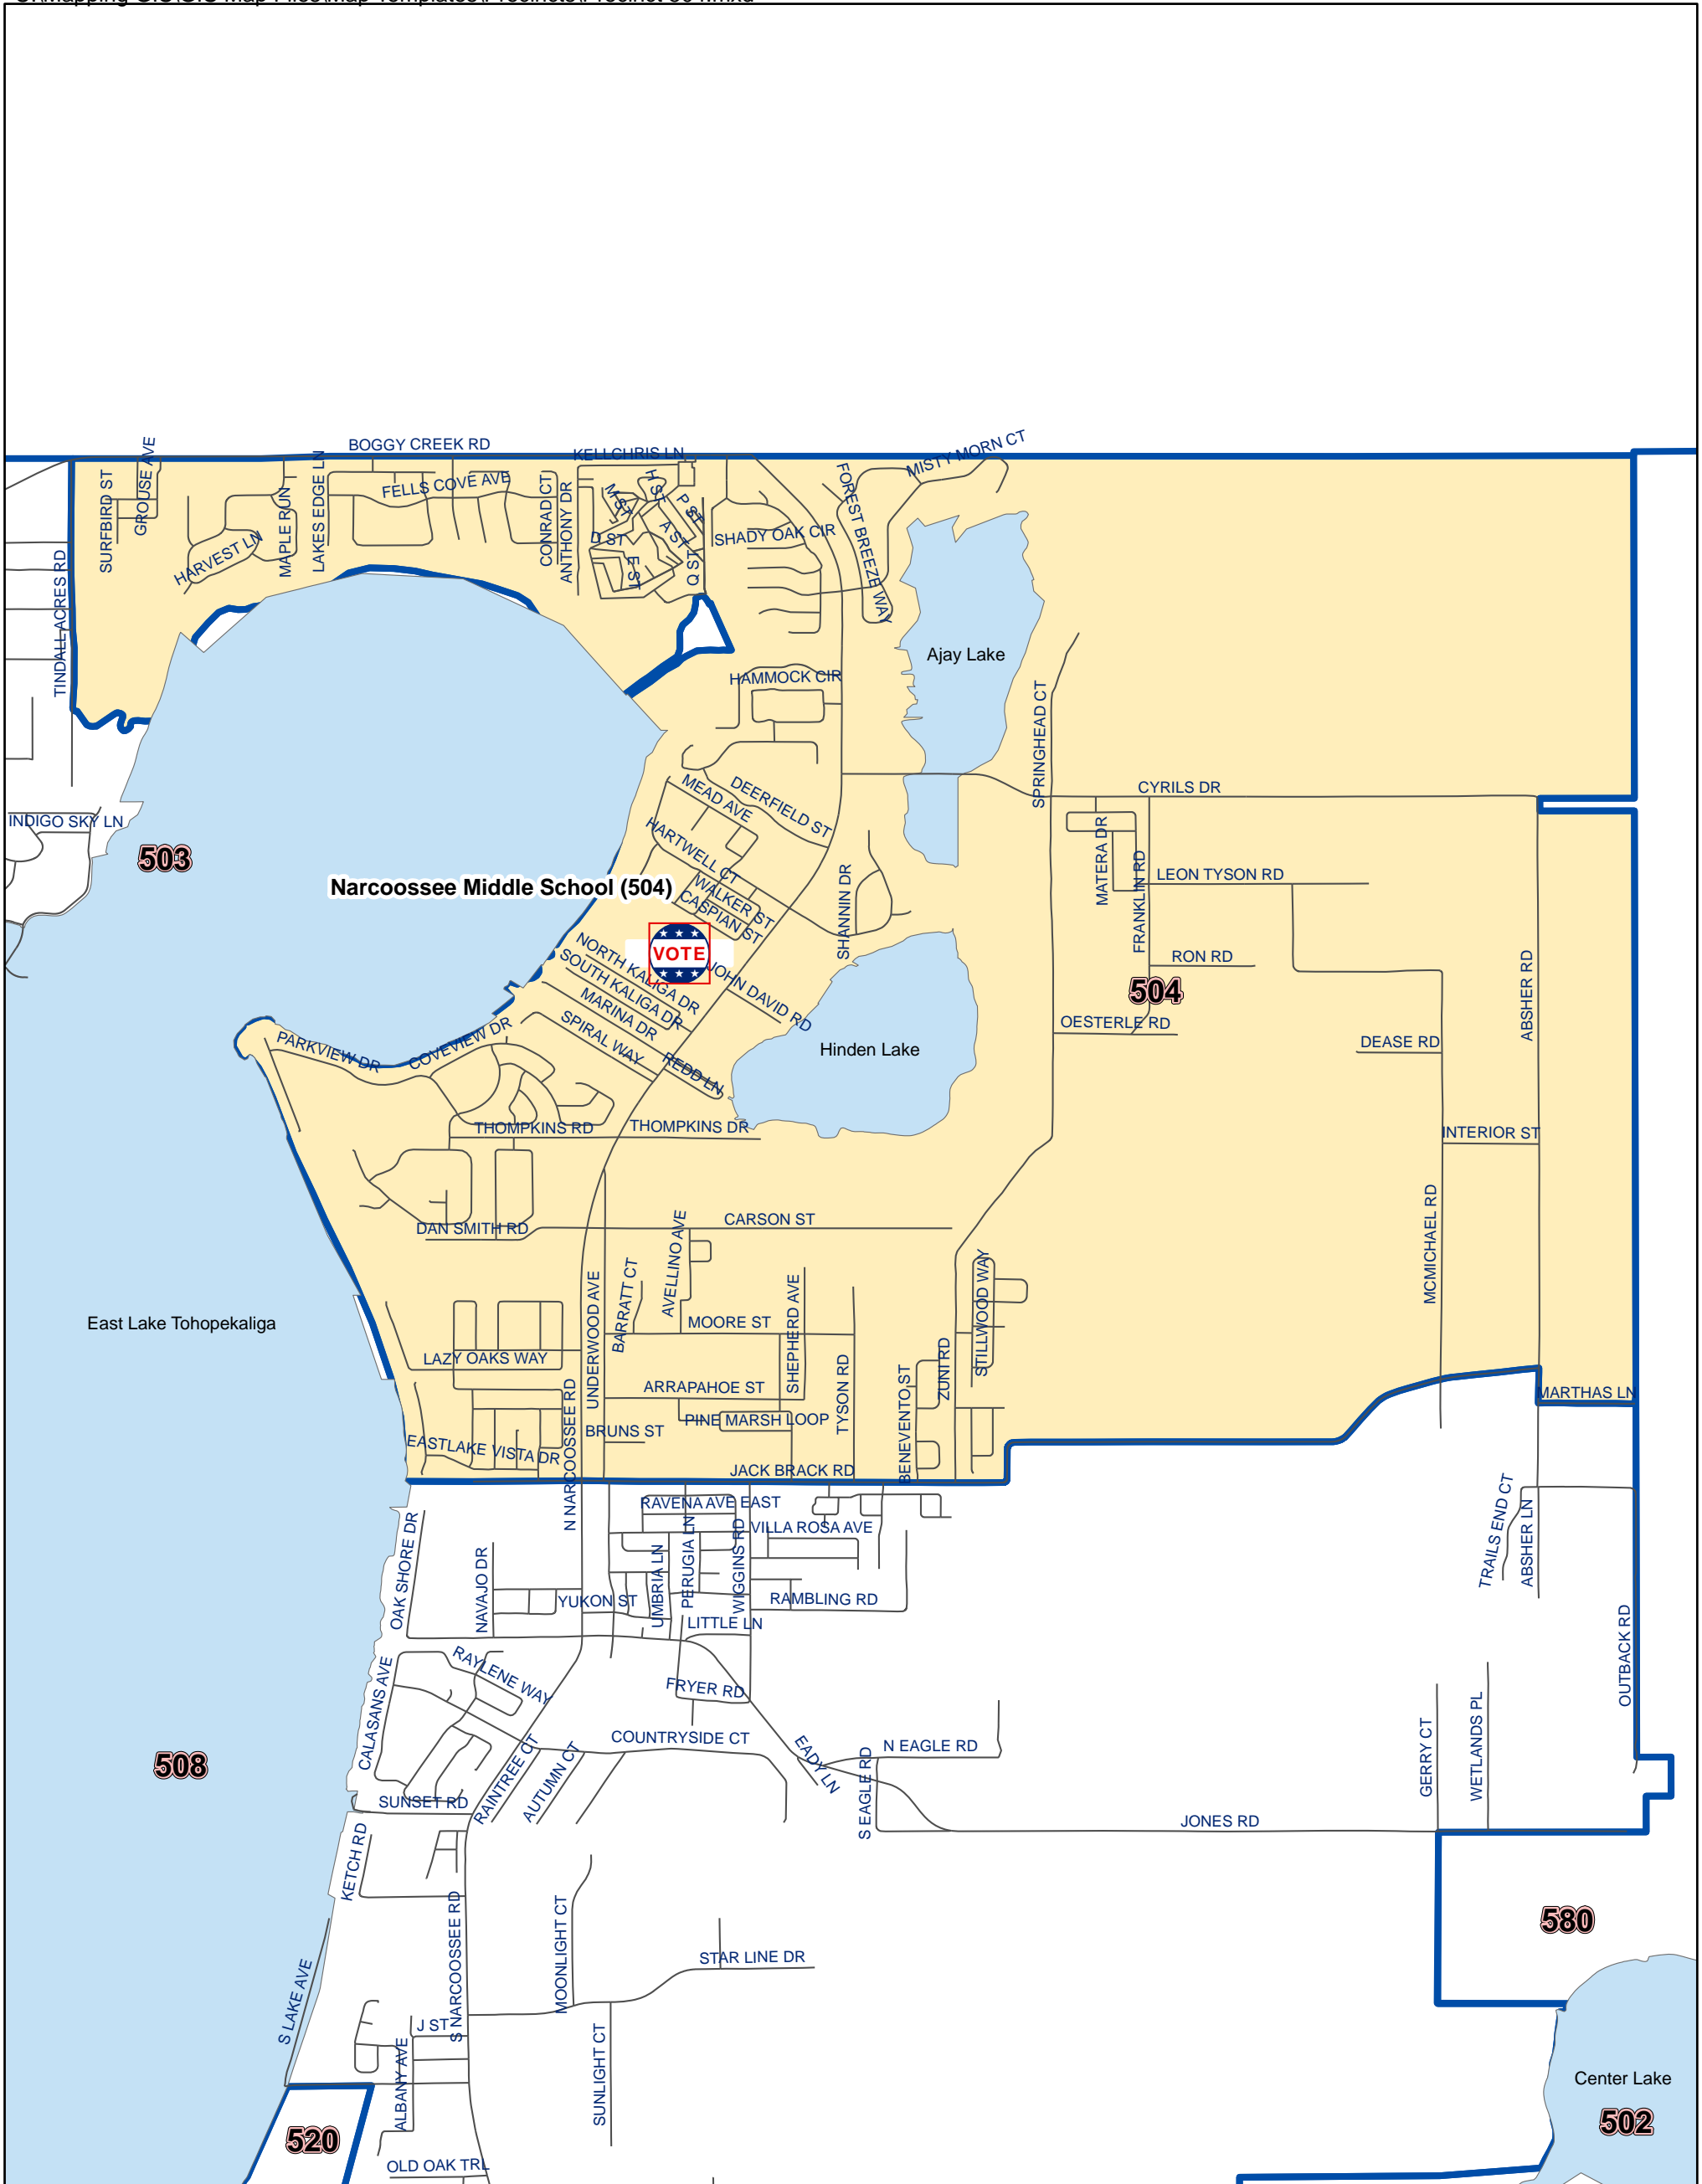 BOGGY CREEK RD
KELLCHRIS LN
MISTY MORN CT
SURFBIRD ST
GROUSE AVE
HARVEST LN
MAPLE RUN
LAKES EDGE LN
FELLS COVE AVE
CONRAD CT
ANTHONY DR
M ST
H ST
P ST
A ST
D ST
E ST
Q ST
SHADY OAK CIR
FOREST BREEZE WAY
TINDALL ACRES RD
Ajay Lake
HAMMOCK CIR
SPRINGHEAD CT
CYRILS DR
MEAD AVE
DEERFIELD ST
INDIGO SKY LN
503
HARTWELL CT
Narcoossee Middle School (504)
WALKER ST
CASPIAN ST
SHANNIN DR
MATERA DR
FRANKLIN RD
LEON TYSON RD
VOTE
RON RD
504
NORTH KALIGA DR
SOUTH KALIGA DR
JOHN DAVID RD
MARINA DR
SPIRAL WAY
REDD LN
OESTERLE RD
ABSHER RD
DEASE RD
Hinden Lake
PARKVIEW DR
COVEVIEW DR
THOMPKINS RD
THOMPKINS DR
INTERIOR ST
DAN SMITH RD
CARSON ST
MCMICHAEL RD
East Lake Tohopekaliga
UNDERWOOD AVE
BARRATT CT
AVELLINO AVE
MOORE ST
SHEPHERD AVE
STILLWOOD WAY
LAZY OAKS WAY
ARRAPAHOE ST
TYSON RD
BENEVENTO ST
ZUNI RD
MARTHAS LN
PINE MARSH LOOP
BRUNS ST
EASTLAKE VISTA DR
N NARCOOSSEE RD
JACK BRACK RD
RAVENA AVE EAST
VILLA ROSA AVE
OAK SHORE DR
NAVAJO DR
YUKON ST
UMBRIA LN
PERUGIA LN
WIGGINS RD
RAMBLING RD
LITTLE LN
TRAILS END CT
ABSHER LN
OUTBACK RD
CALASANS AVE
RAYLENE WAY
FRYER RD
COUNTRYSIDE CT
EADY LN
N EAGLE RD
S EAGLE RD
GERRY CT
WETLANDS PL
508
SUNSET RD
RAINTREE CT
AUTUMN CT
JONES RD
KETCH RD
S NARCOOSSEE RD
MOONLIGHT CT
STAR LINE DR
580
S LAKE AVE
J ST
ALBANY AVE
SUNLIGHT CT
Center Lake
502
520
OLD OAK TRL